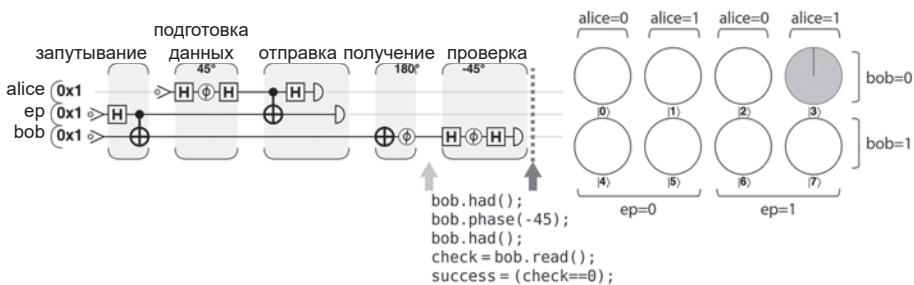 подготовка
запутывание данных отправка получение проверка
45° 180° -45°
alice 0x1 H ϕ H H
ep 0x1 H
bob 0x1 ϕ H ϕ H
bob.had();
bob.phase(-45);
bob.had();
check = bob.read();
success = (check==0);
alice=0 alice=1 alice=0 alice=1
bob=0
|0⟩ |1⟩ |2⟩ |3⟩
bob=1
|4⟩ |5⟩ |6⟩ |7⟩
ep=0 ep=1